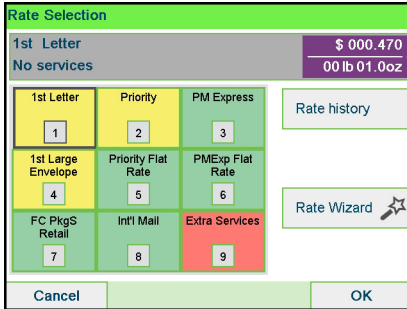 Rate Selection
1st Letter
$ 000.470
No services
00 lb 01.0oz
1st Letter
1
Priority
2
PM Express
3
Rate history
1st Large
Envelope
4
Priority Flat
Rate
5
PMExp Flat
Rate
6
Rate Wizard
FC PkgS
Retail
7
Int'l Mail
8
Extra Services
9
Cancel
OK